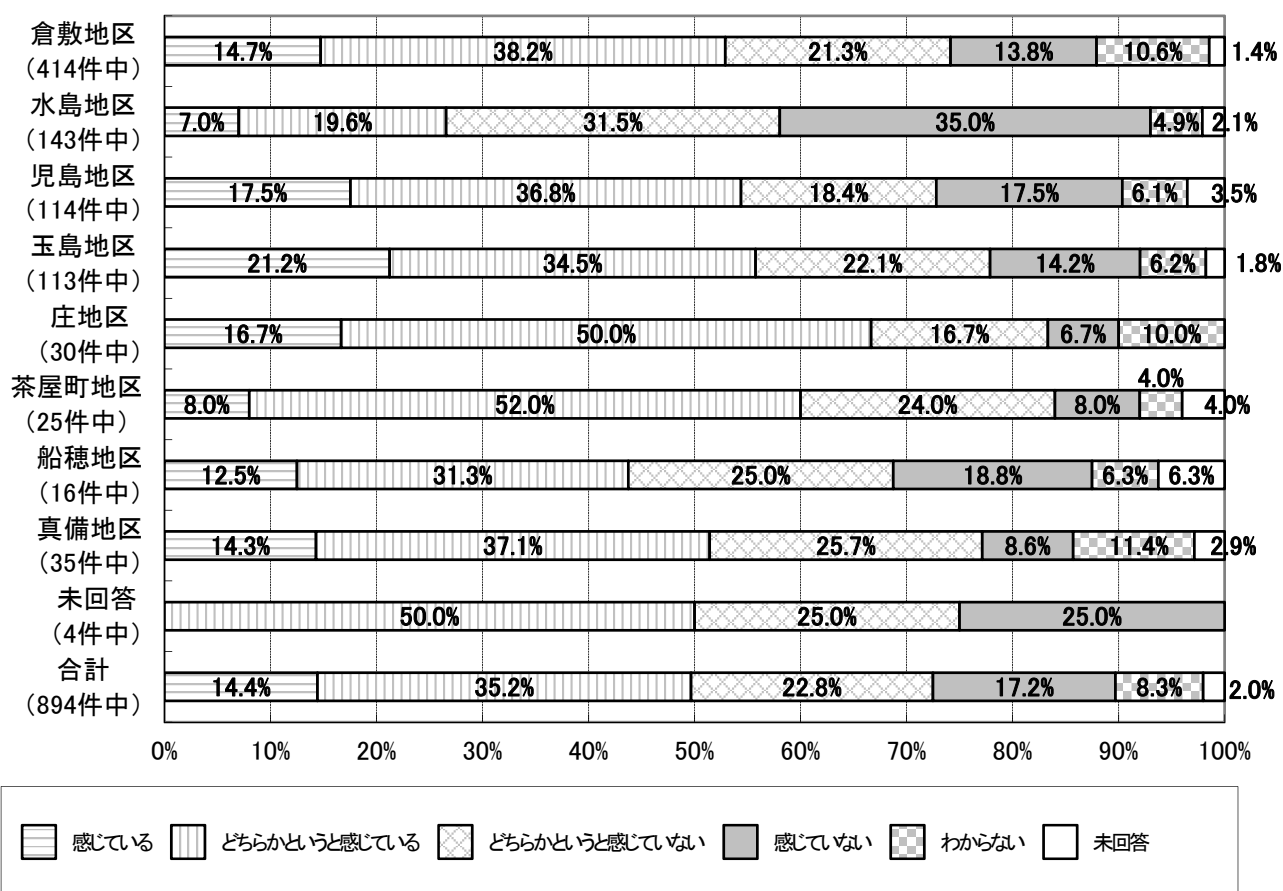 倉敷地区
(414件中)
14.7% 38.2% 21.3% 13.8% 10.6% 1.4%
水島地区
(143件中)
7.0% 19.6% 31.5% 35.0% 4.9% 2.1%
児島地区
(114件中)
17.5% 36.8% 18.4% 17.5% 6.1% 3.5%
玉島地区
(113件中)
21.2% 34.5% 22.1% 14.2% 6.2% 1.8%
庄地区
(30件中)
16.7% 50.0% 16.7% 6.7% 10.0%
茶屋町地区
(25件中)
4.0%
8.0% 52.0% 24.0% 8.0% 4.0%
船穂地区
(16件中)
12.5% 31.3% 25.0% 18.8% 6.3% 6.3%
真備地区
(35件中)
14.3% 37.1% 25.7% 8.6% 11.4% 2.9%
未回答
(4件中)
50.0% 25.0% 25.0%
合計
(894件中)
14.4% 35.2% 22.8% 17.2% 8.3% 2.0%
0% 10% 20% 30% 40% 50% 60% 70% 80% 90% 100%
感じている どちらかというと感じている どちらかというと感じていない 感じていない わからない 未回答